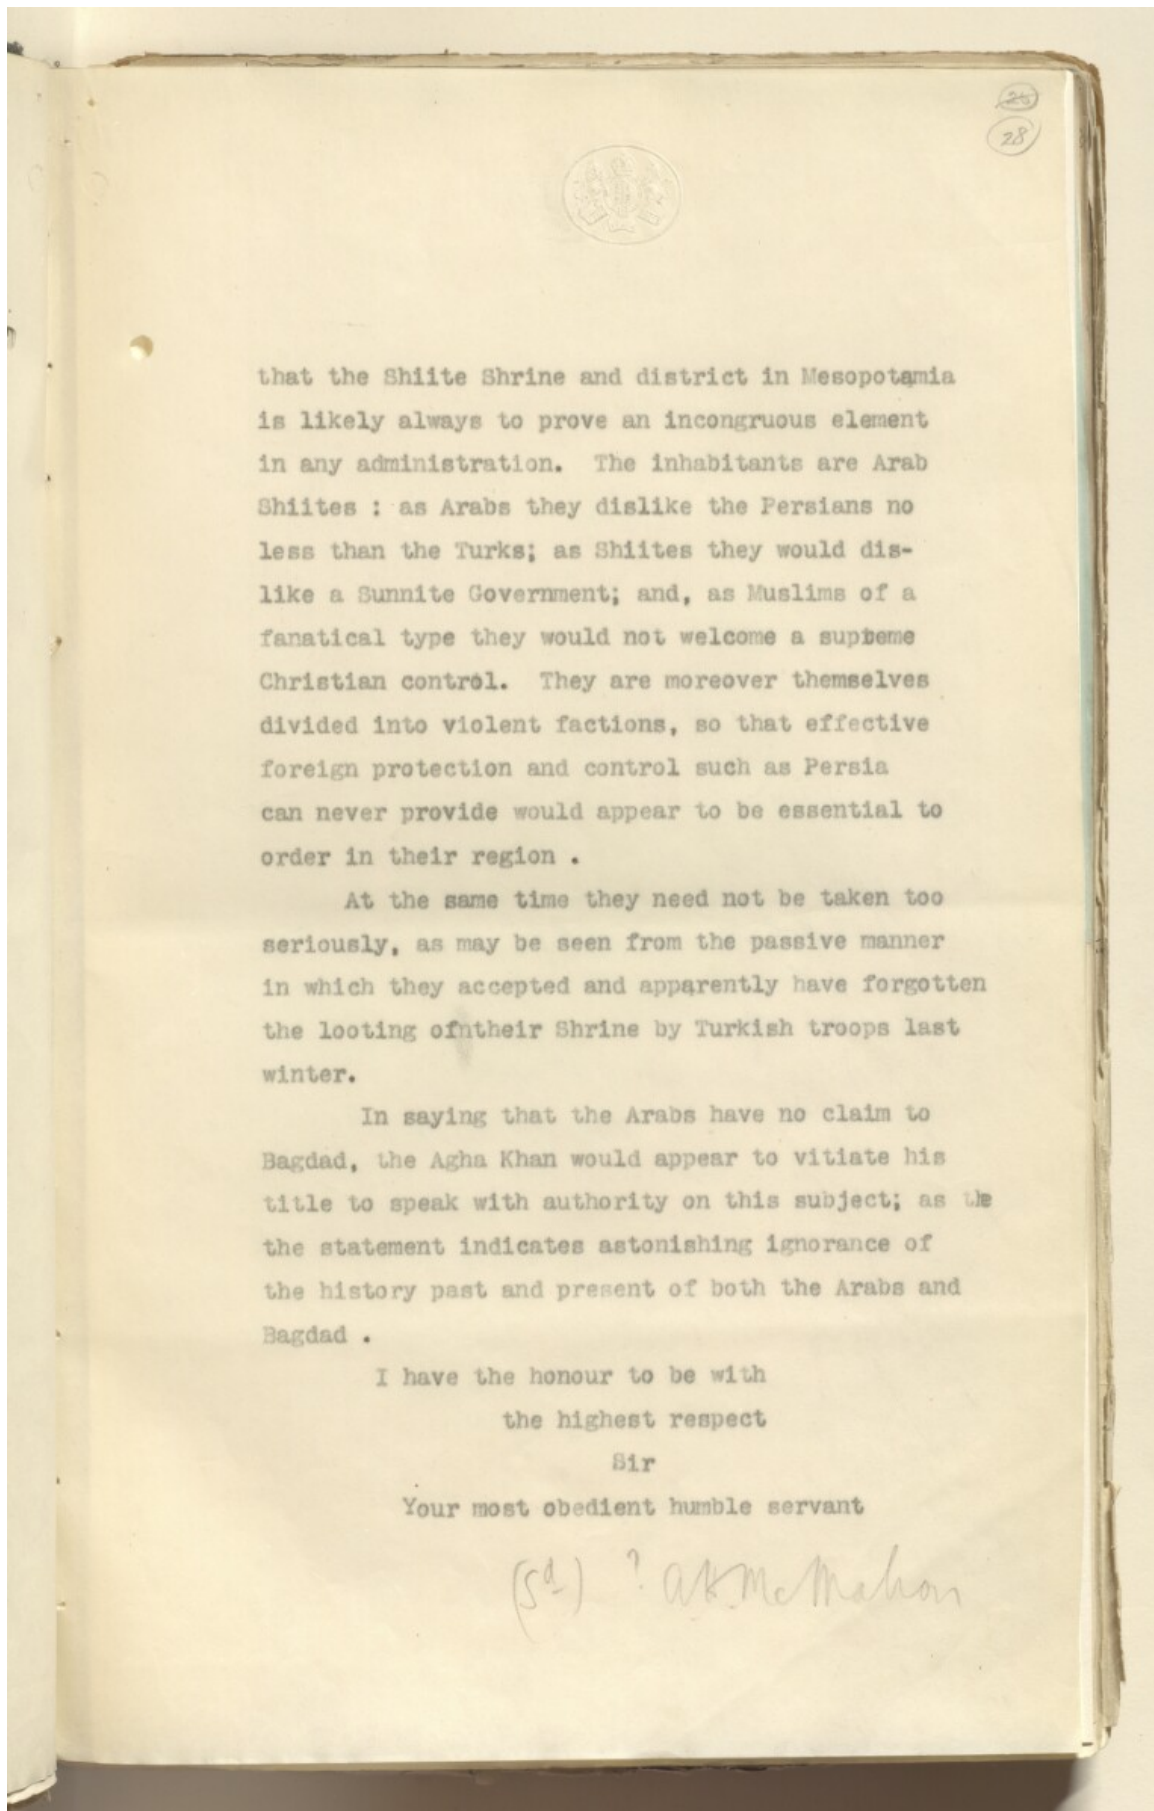 26
28
that the Shiite Shrine and district in Mesopotamia
is likely always to prove an incongruous element
in any administration. The inhabitants are Arab
Shiites : as Arabs they dislike the Persians no
less than the Turks; as Shiites they would dis-
like a Sunnite Government; and, as Muslims of a
fanatical type they would not welcome a supreme
Christian control. They are moreover themselves
divided into violent factions, so that effective
foreign protection and control such as Persia
can never provide would appear to be essential to
order in their region .
At the same time they need not be taken too
seriously, as may be seen from the passive manner
in which they accepted and apparently have forgotten
the looting ofntheir Shrine by Turkish troops last
winter.
In saying that the Arabs have no claim to
Bagdad, the Agha Khan would appear to vitiate his
title to speak with authority on this subject; as the
the statement indicates astonishing ignorance of
the history past and present of both the Arabs and
Bagdad .
I have the honour to be with
the highest respect
Sir
Your most obedient humble servant
(Sd) ? A H McMahon